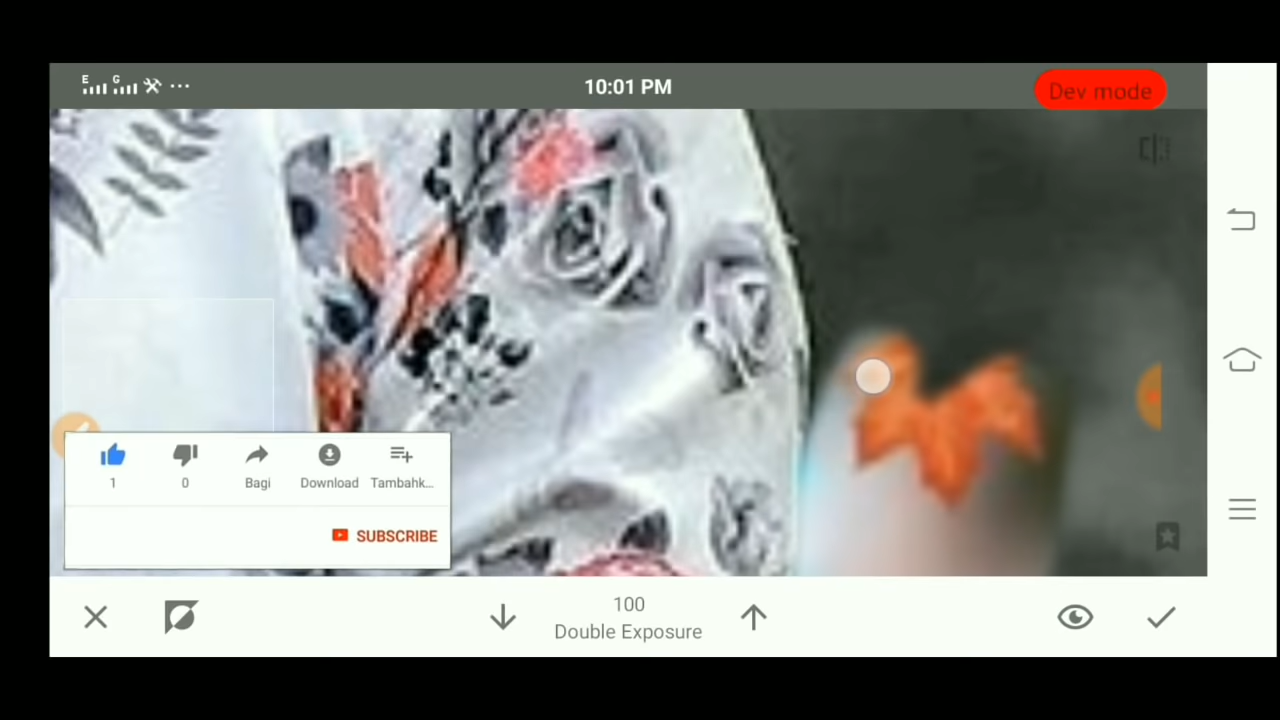 E G
10:01 PM
Dev mode
1
0
Bagi
Download
Tambahk...
SUBSCRIBE
100
Double Exposure